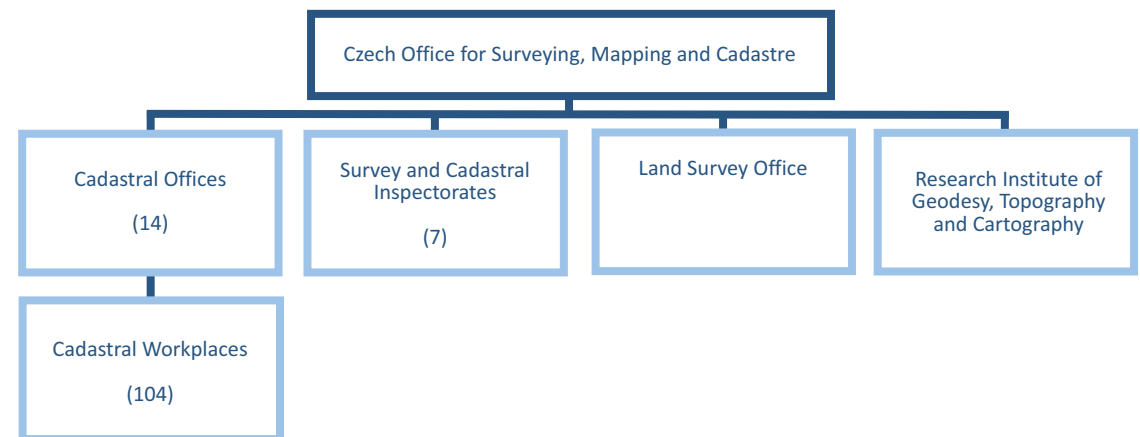 Czech Office for Surveying, Mapping and Cadastre
Cadastral Offices
(14)
Survey and Cadastral
Inspectorates
(7)
Land Survey Office
Research Institute of
Geodesy, Topography
and Cartography
Cadastral Workplaces
(104)